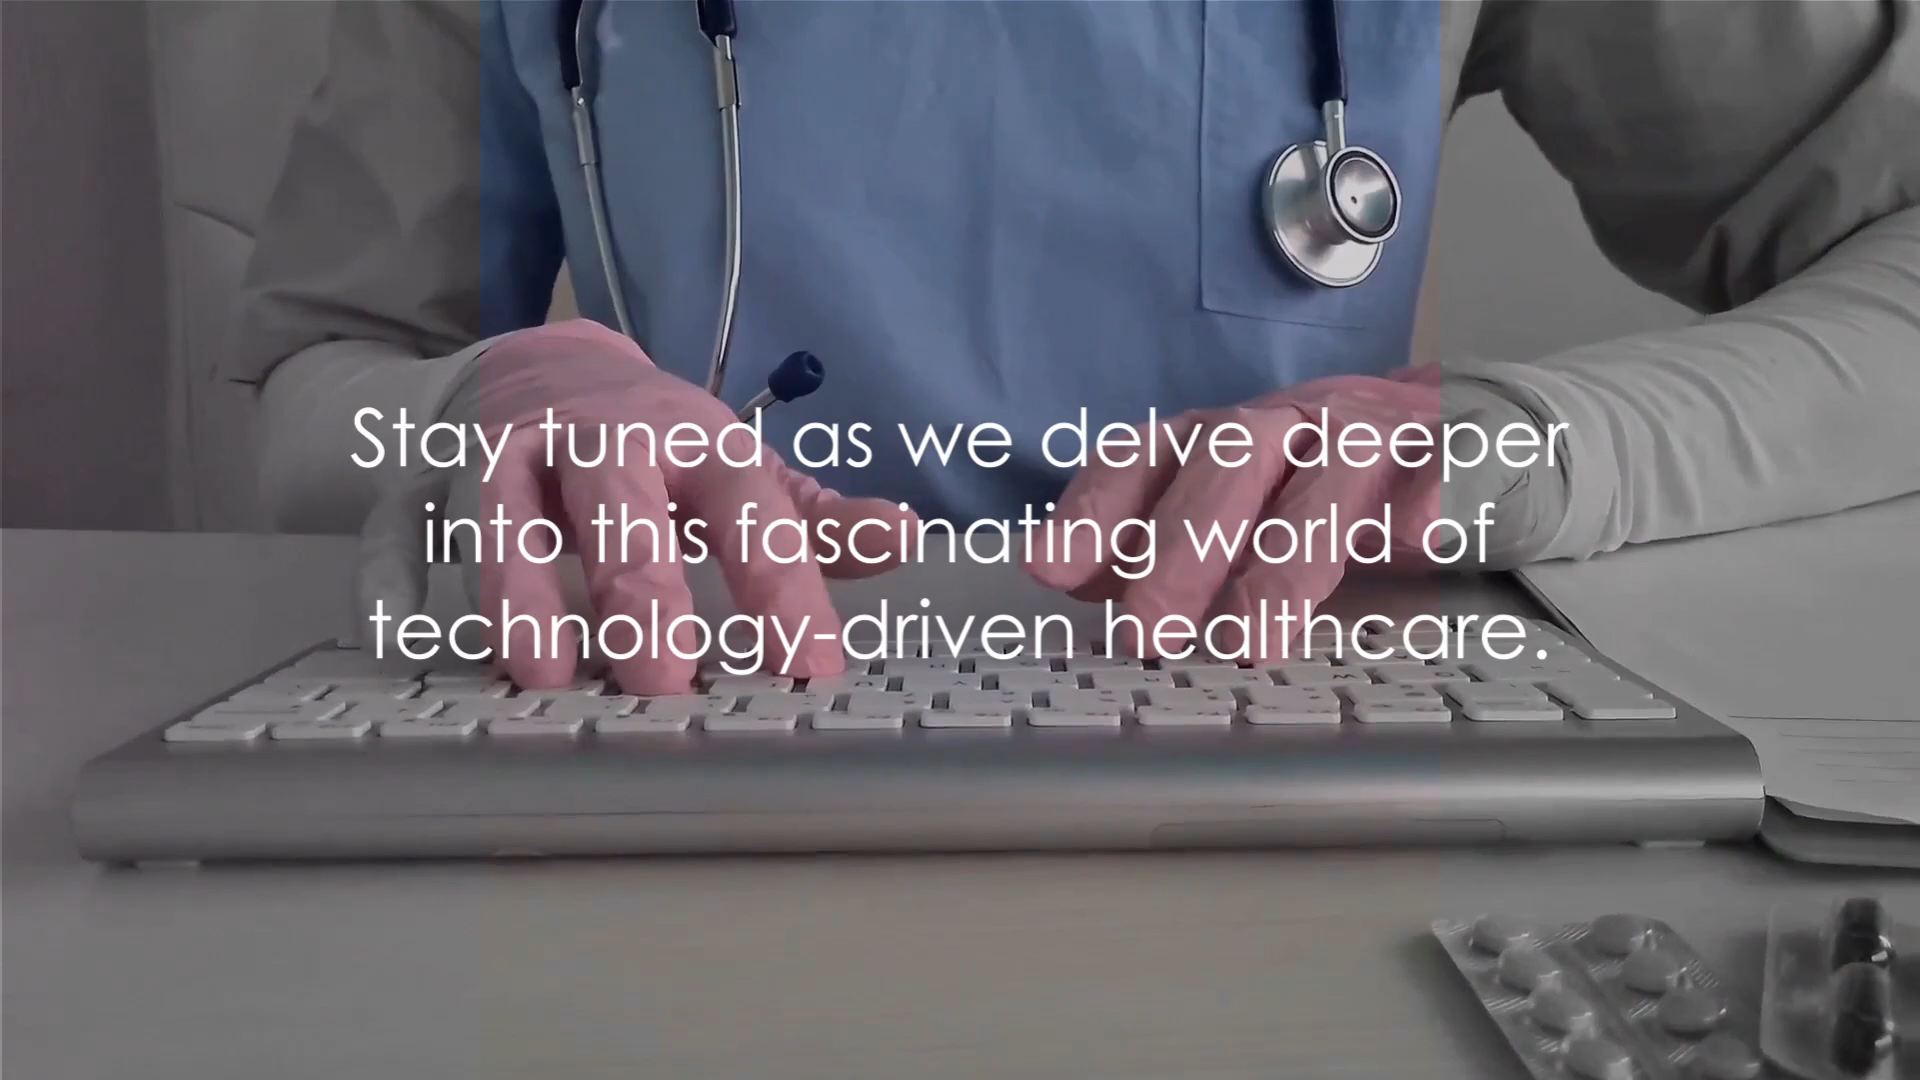 Stay tuned as we delve deeper
into this fascinating world of
technology-driven healthcare.